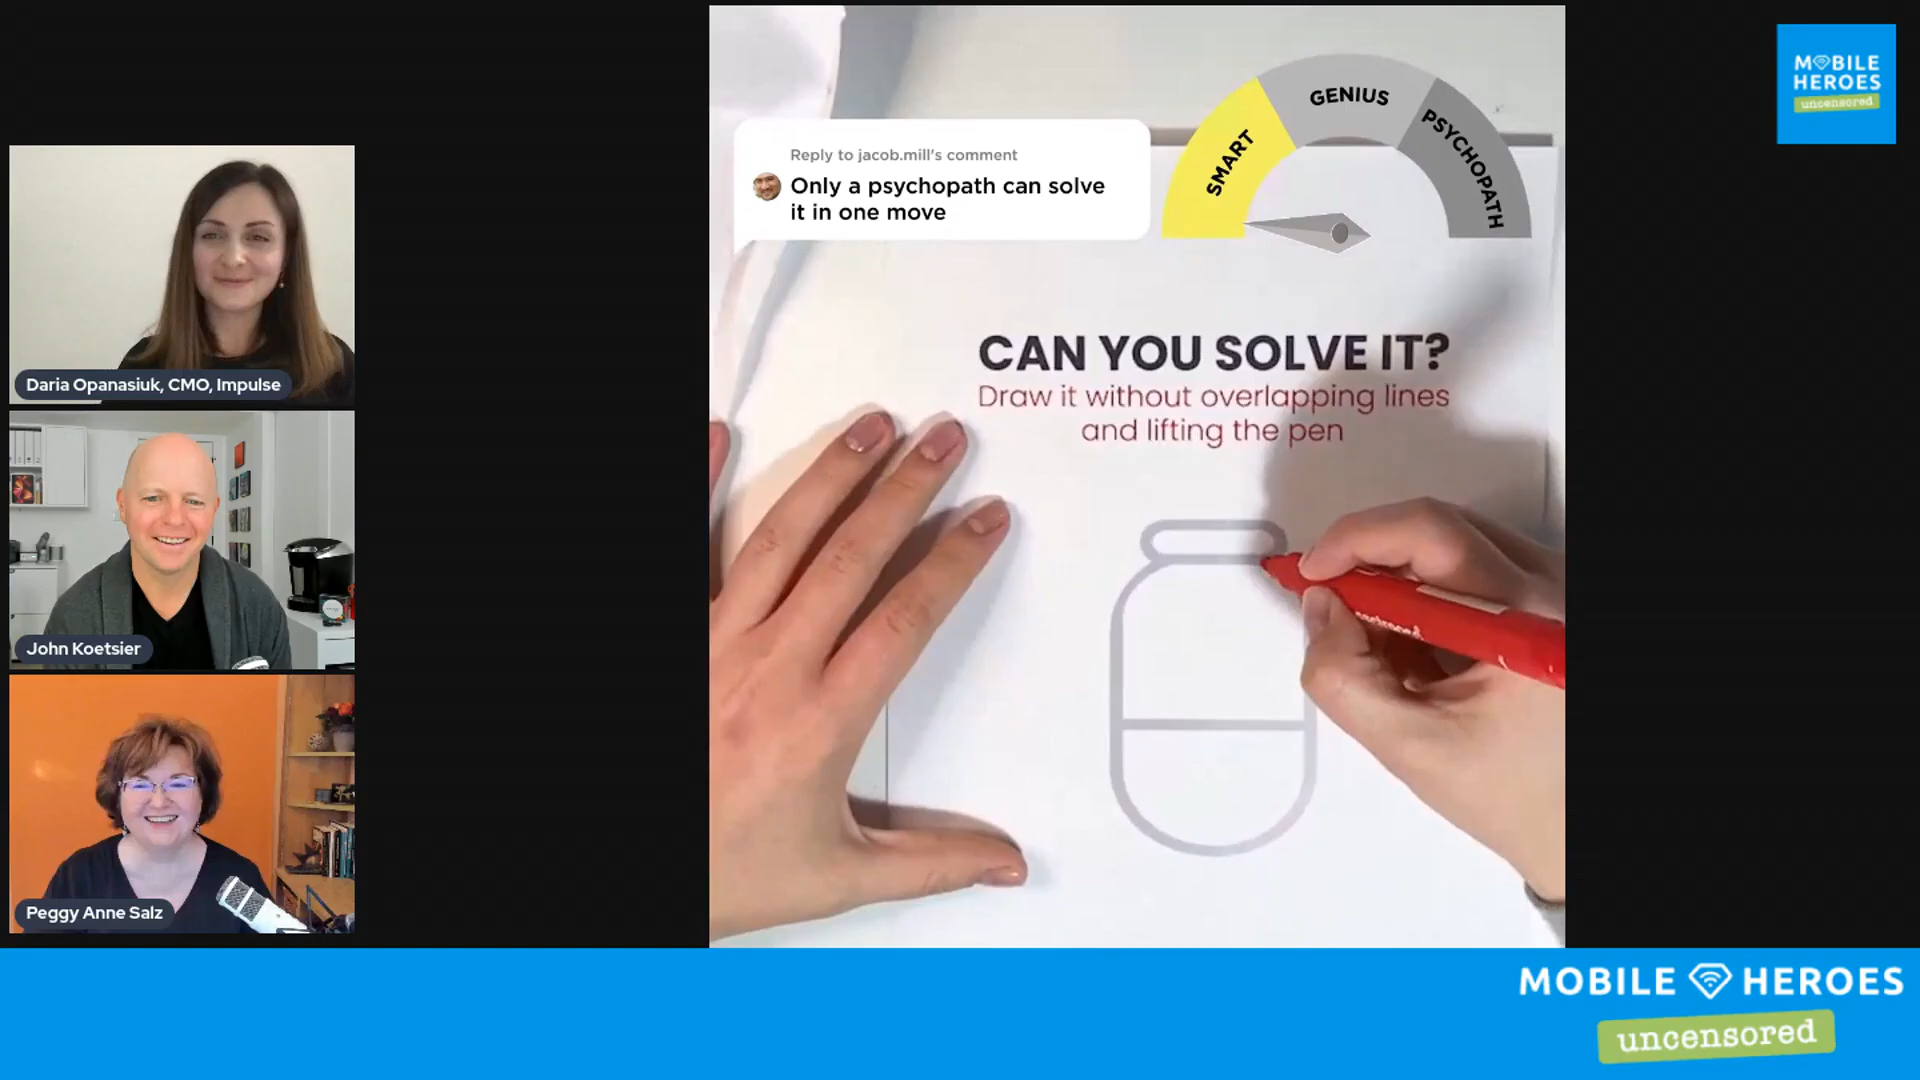 MOBILE
HEROES
uncensored
Reply to jacob.mill's comment
Only a psychopath can solve
it in one move
SMART
GENIUS
PSYCHOPATH
CAN YOU SOLVE IT?
Draw it without overlapping lines
and lifting the pen
Daria Opanasiuk, CMO, Impulse
John Koetsier
Peggy Anne Salz
MOBILE HEROES
uncensored